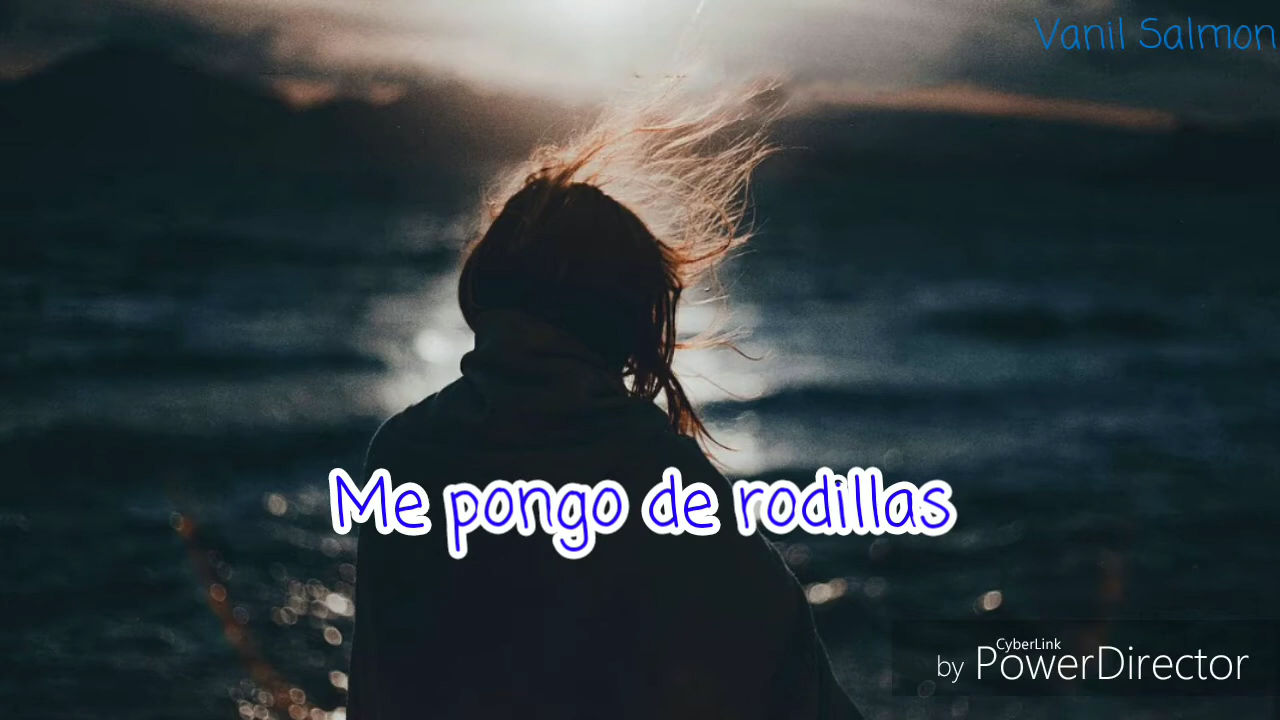 Vanil Salmon
Me pongo de rodillas
CyberLink
by PowerDirector